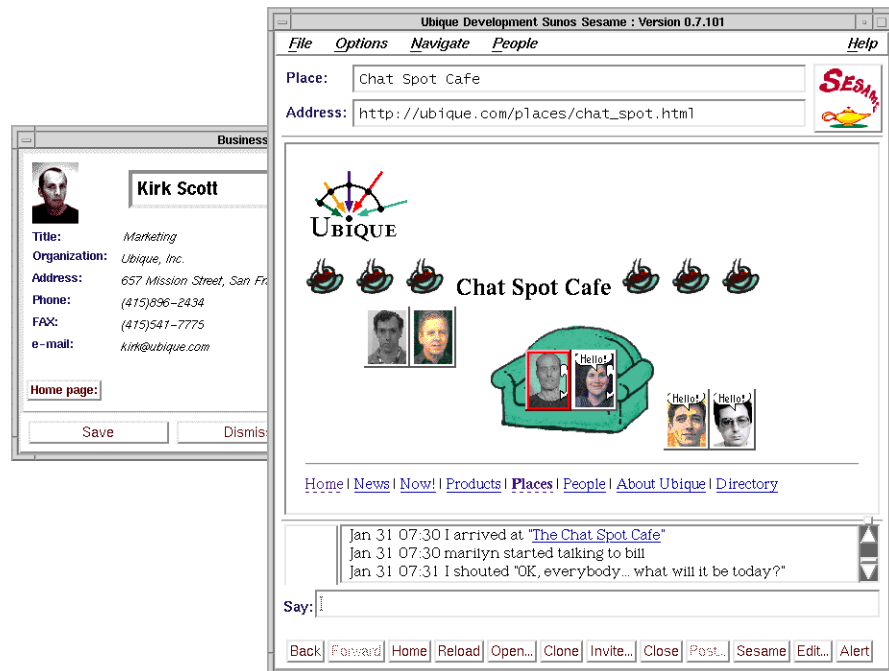 Ubique Development Sunos Sesame : Version 0.7.101
File Options Navigate People Help
Place: Chat Spot Cafe
SESAME
Address: http://ubique.com/places/chat_spot.html
Business
Kirk Scott
Title: Marketing
Organization: Ubique, Inc.
Address: 657 Mission Street, San
Phone: (415)896-2434
FAX: (415)541-7775
e-mail: kirk@ubique.com
Home page:
Save
UBIQUE
Chat Spot Cafe
Hello!
Hello! Hello!
Home | News | Now! | Products | Places | People | About Ubique | Directory
Jan 31 07:30 I arrived at "The Chat Spot Cafe"
Jan 31 07:30 marilyn started talking to bill
Jan 31 07:31 I shouted "OK, everybody... what will it be today?"
Say:
Back Forward Home Reload Open... Clone Invite... Close Post... Sesame Edit... Alert